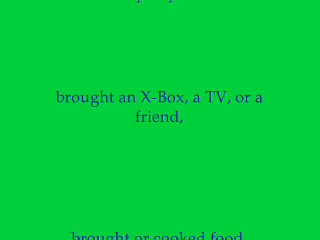 brought an X-Box, a TV, or a
friend,
brought or cooked food